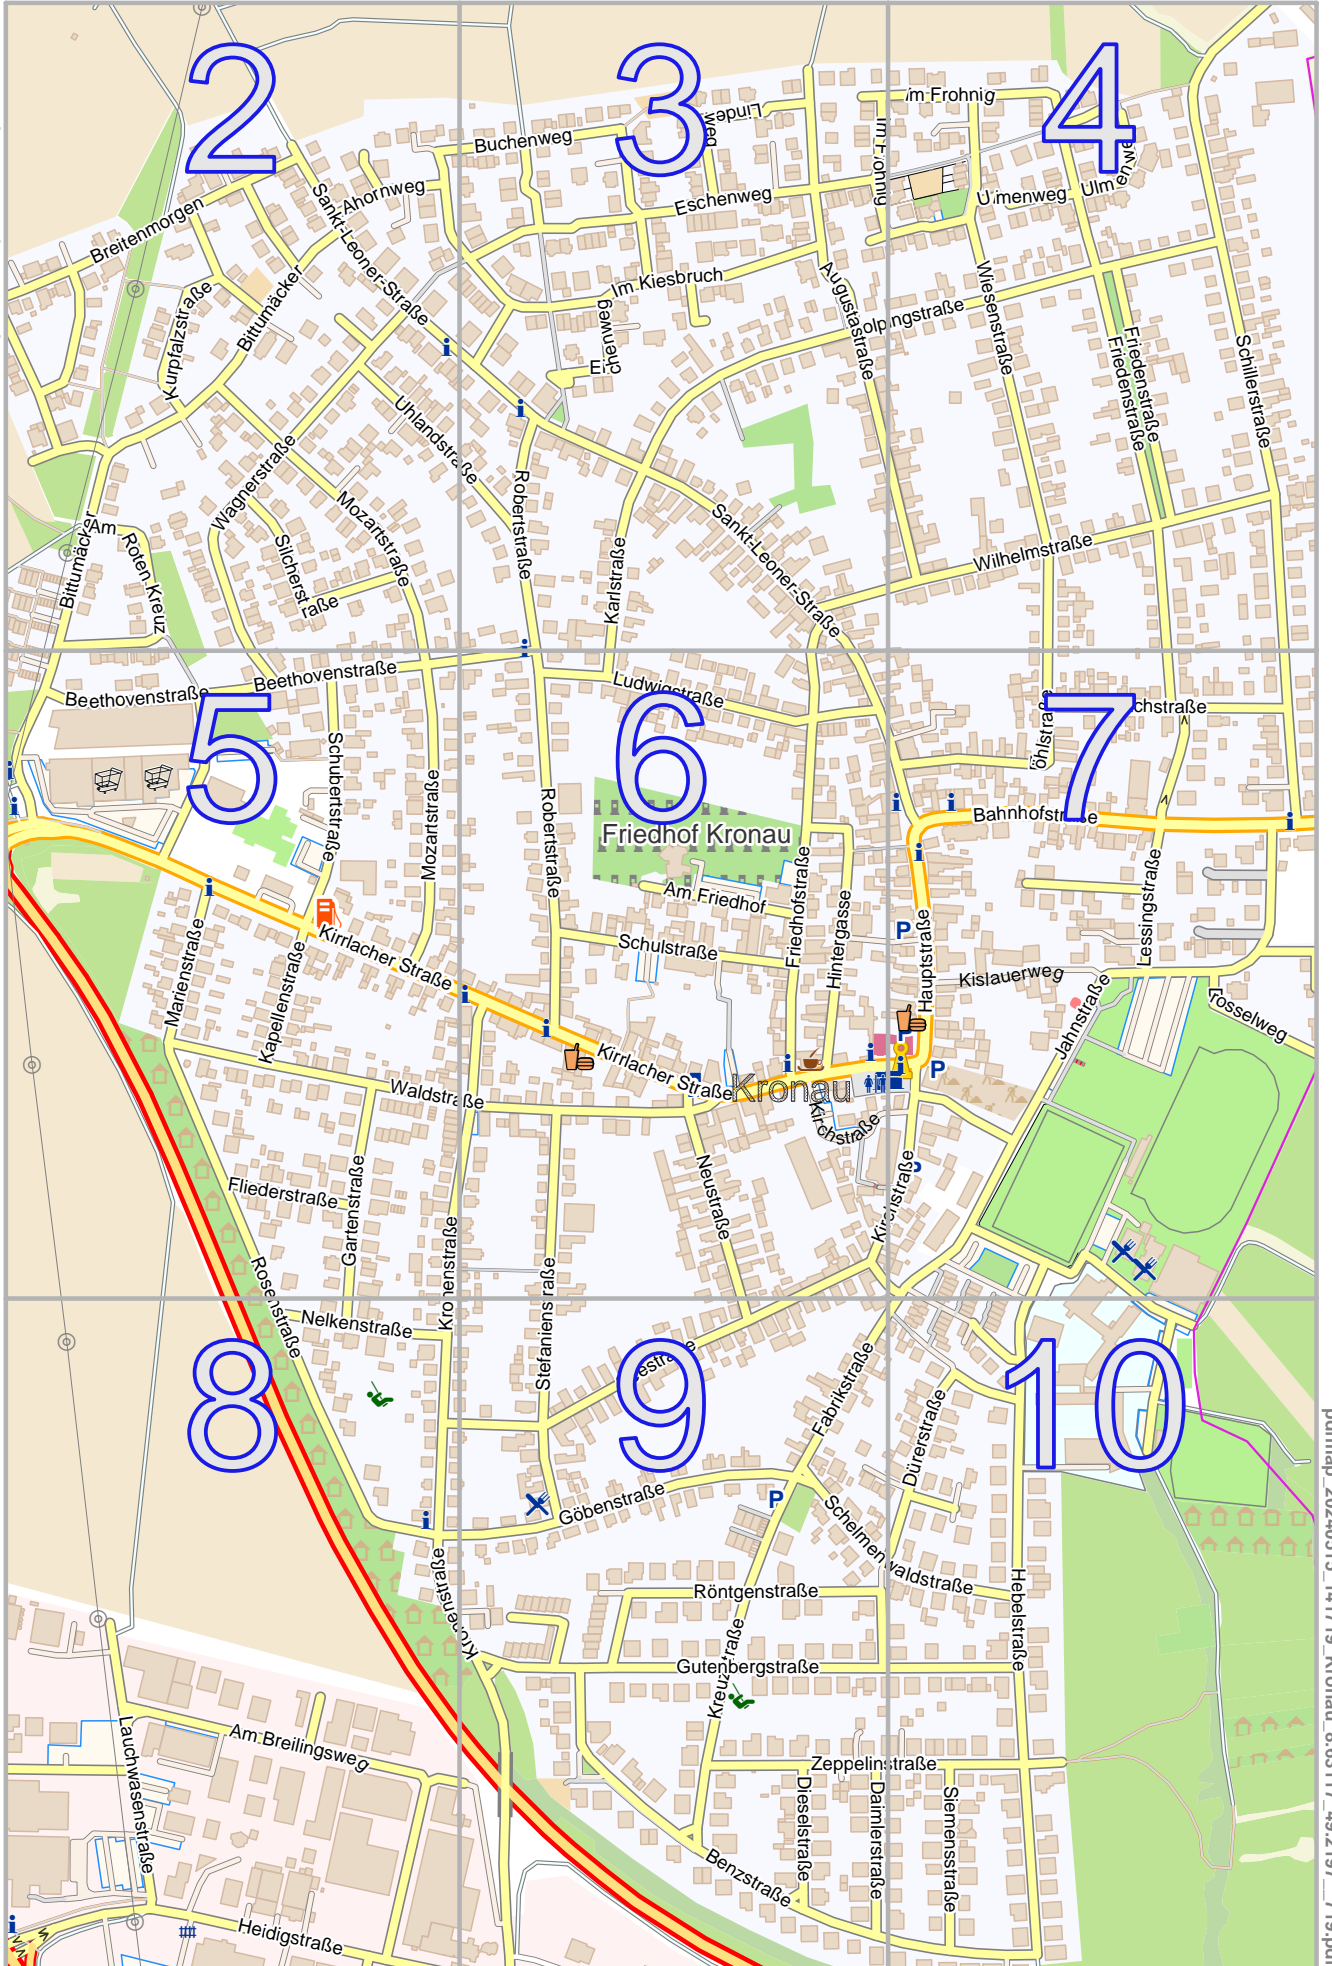 2
3
4
Im Frohnig
Linden
weg
Buchenweg
Im Frohnig
Ahornweg
Eschenweg
Ulmenweg
Breitenmorgen
Sankt-Leoner-Straße
Kurpfalzstraße
Bittumäcker
Im Kiesbruch
Augustastraße
Wiesenstraße
Friedenstraße
Friedenstraße
Schillerstraße
Uhlandstraße
Wagnerstraße
Mozartstraße
Robertstraße
Karlstraße
Sankt-Leoner-Straße
Wilhelmstraße
Am
Roten Kreuz
Bittumäcker
Silcherstraße
Beethovenstraße
Beethovenstraße
Ludwigstraße
5
6
7
Schubertstraße
Mozartstraße
Robertstraße
Friedhof Kronau
Am Friedhof
Friedhofstraße
Hintergasse
Schulstraße
Bahnhofstraße
Lessingstraße
Hauptstraße
Kislauerweg
Jahnstraße
Marienstraße
Kapellenstraße
Kirrlacher Straße
Kirrlacher Straße
Kronau
P
P
P
P
Kirchstraße
Kirchstraße
Waldstraße
Neustraße
Fliederstraße
Gartenstraße
Kronenstraße
Stefanienstraße
Rosenstraße
Nelkenstraße
8
9
10
Fabrikstraße
Dürerstraße
Göbenstraße
P
Schelmenwaldstraße
Kronenstraße
Röntgenstraße
Hebelstraße
Gutenbergstraße
Kreuzstraße
Lauchwasenstraße
Am Breilingsweg
Zeppelinstraße
Dieselstraße
Daimlerstraße
Siemensstraße
Benzstraße
Heidigstraße